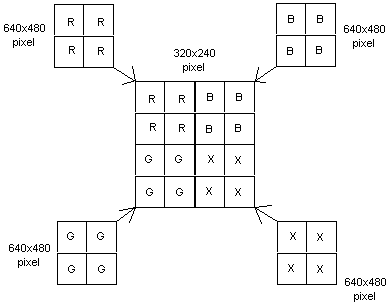 R R
R R
640x480
pixel
B B
B B
640x480
pixel
320x240
pixel
R R B B
R R B B
G G X X
G G X X
G G
G G
640x480
pixel
X X
X X
640x480
pixel